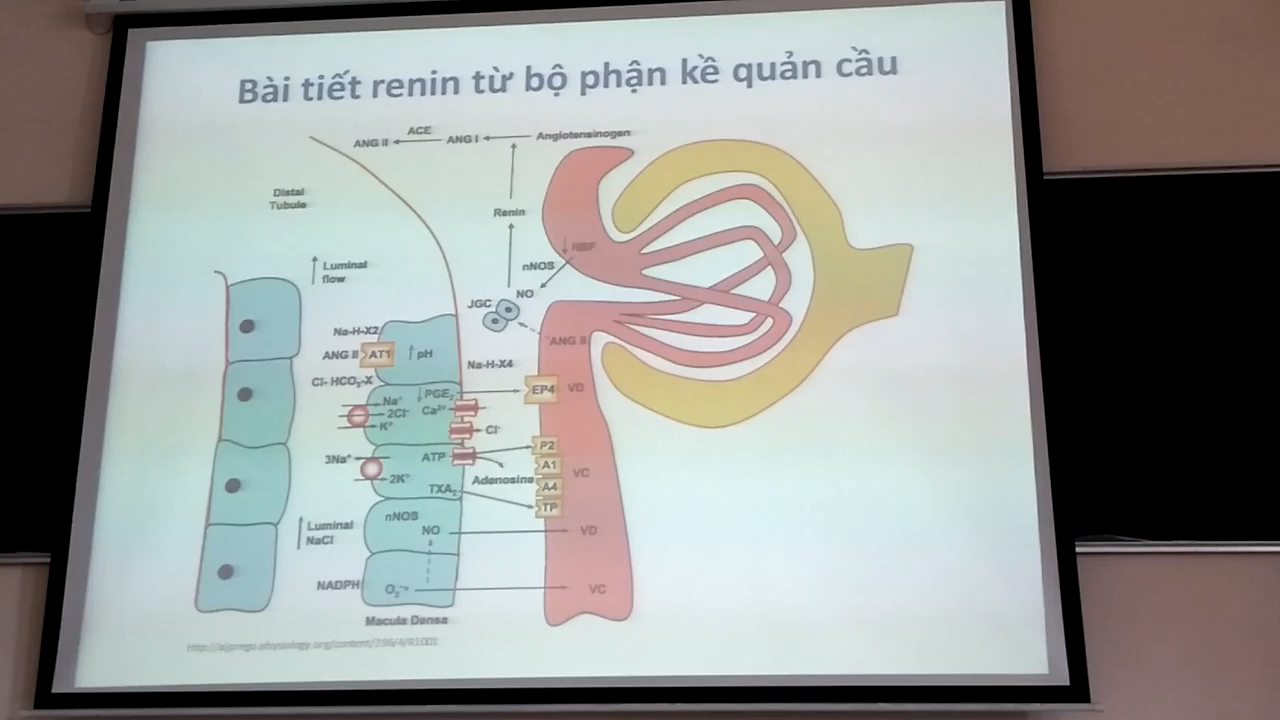 Bài tiết renin từ bộ phận kề quản cầu
ANG II
ACE
ANG I
Angiotensinogen
Distal
Tubule
Renin
↓ RBF
nNOS
NO
↑ Luminal
flow
JGC
Na-H-X2
ANG II
AT1
↑ pH
ANG II
Na-H-X4
Cl- HCO₃-X
↓ PGE₂
EP4
VD
Na⁺
2Cl⁻
K⁺
Ca²⁺
Cl⁻
3Na⁺
2K⁺
ATP
P2
A1
Adenosine
A4
VC
TXA₂
TP
↑ Luminal
NaCl
nNOS
NO
VD
NADPH
O₂⁻
VC
Macula Densa